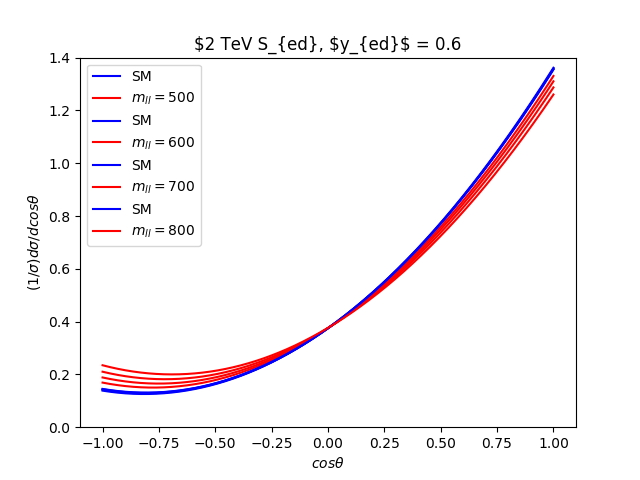 $2 TeV S_{ed}, $y_{ed}$ = 0.6
SM
m_{ll} = 500
SM
m_{ll} = 600
SM
m_{ll} = 700
SM
m_{ll} = 800
(1/σ)dσ/dcosθ
1.4
1.2
1.0
0.8
0.6
0.4
0.2
0.0
−1.00 −0.75 −0.50 −0.25 0.00 0.25 0.50 0.75 1.00
cosθ